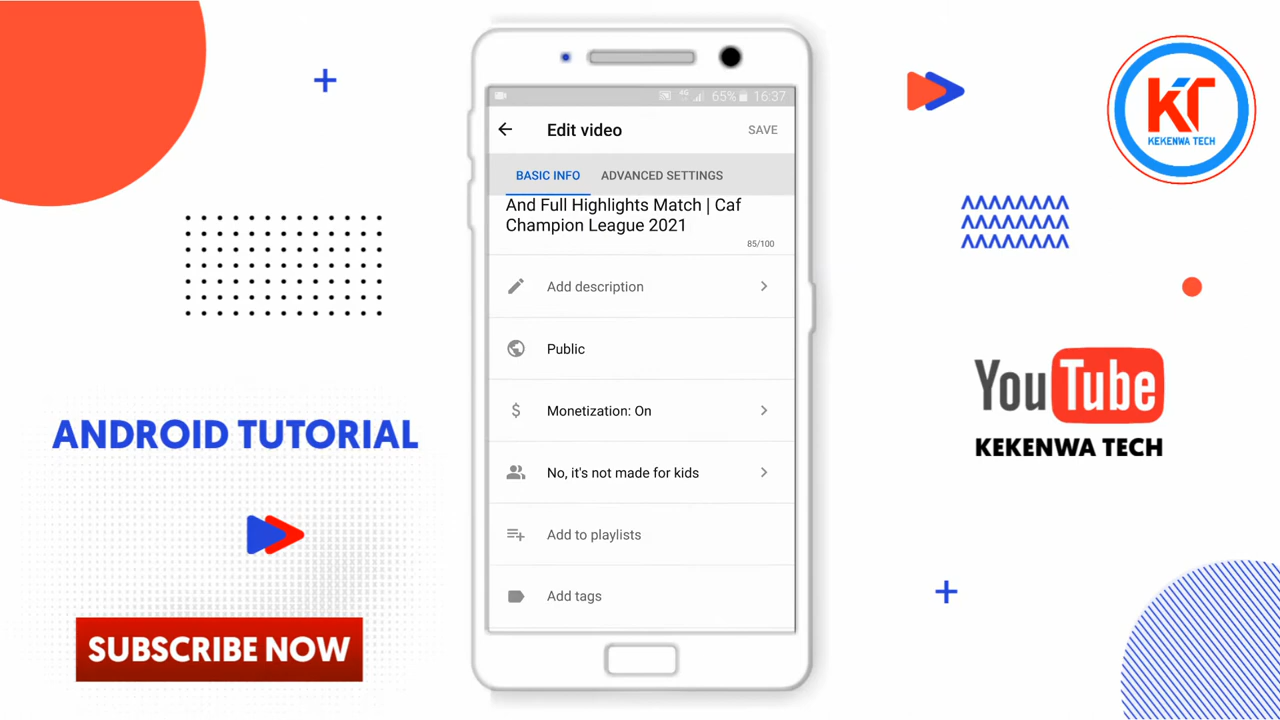 4G 65% 16:37
Edit video SAVE
BASIC INFO ADVANCED SETTINGS
And Full Highlights Match | Caf
Champion League 2021
85/100
Add description
Public
$ Monetization: On
No, it's not made for kids
Add to playlists
Add tags
ANDROID TUTORIAL
SUBSCRIBE NOW
KT
KEKENWA TECH
YouTube
KEKENWA TECH